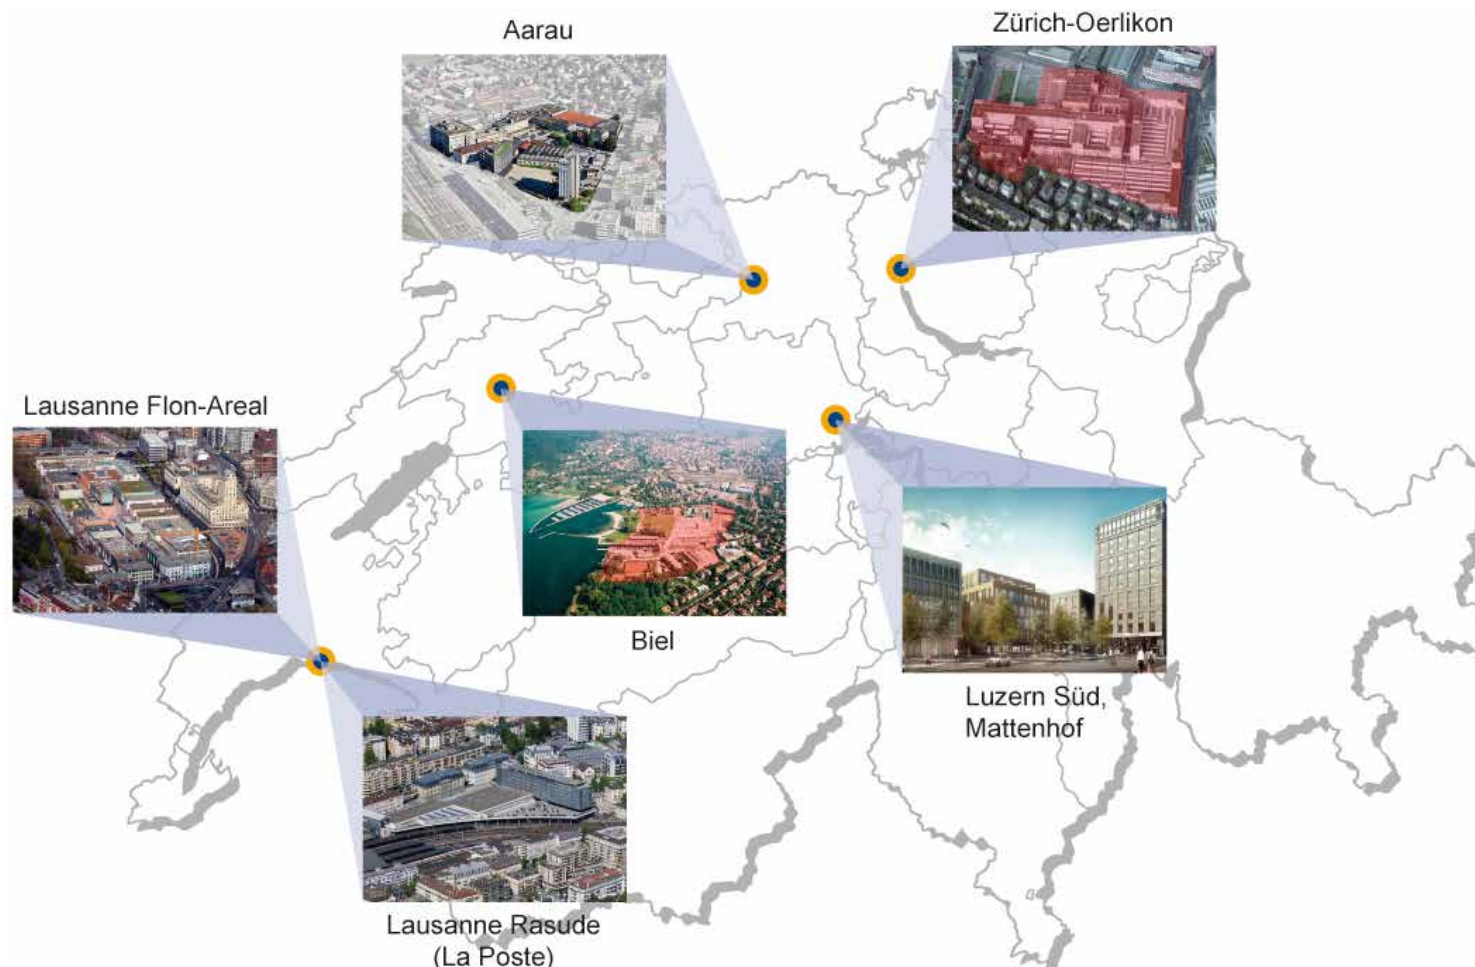 Aarau
Zürich-Oerlikon
Lausanne Flon-Areal
Biel
Luzern Süd,
Mattenhof
Lausanne Rasude
(La Poste)